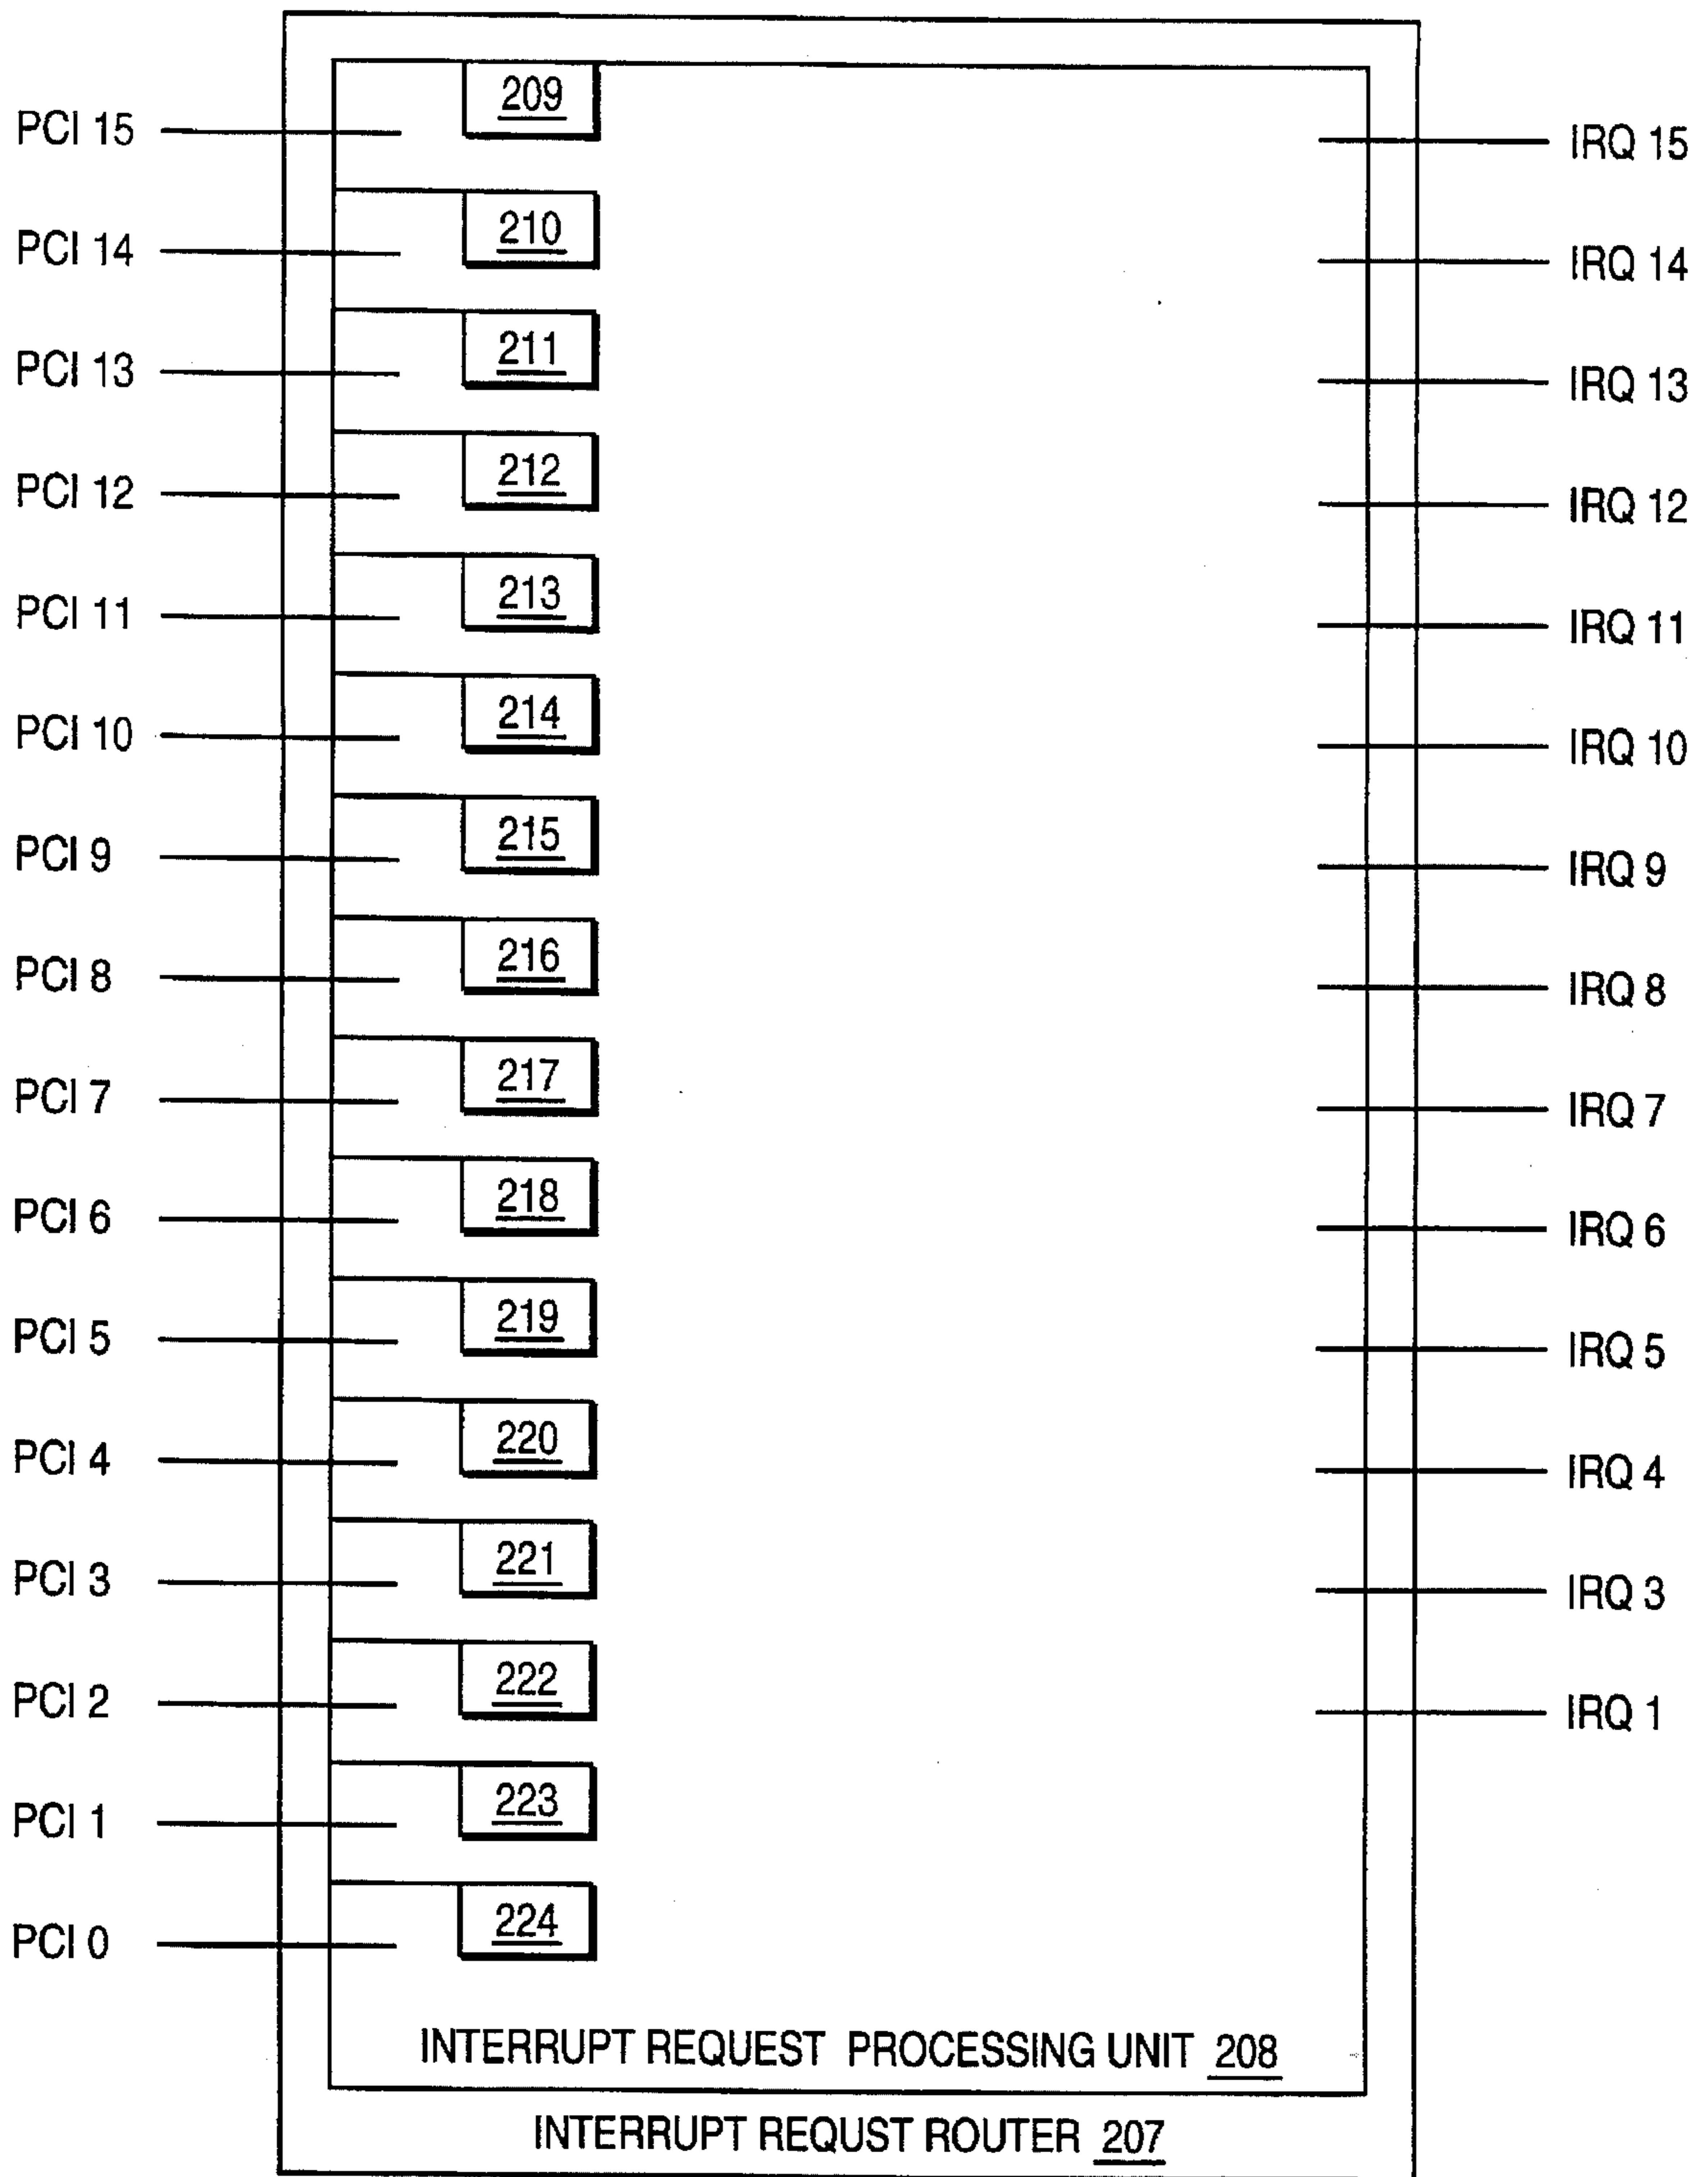 209
PCI 15 IRQ 15
210
PCI 14 IRQ 14
211
PCI 13 IRQ 13
212
PCI 12 IRQ 12
213
PCI 11 IRQ 11
214
PCI 10 IRQ 10
215
PCI 9 IRQ 9
216
PCI 8 IRQ 8
217
PCI 7 IRQ 7
218
PCI 6 IRQ 6
219
PCI 5 IRQ 5
220
PCI 4 IRQ 4
221
PCI 3 IRQ 3
222
PCI 2 IRQ 1
223
PCI 1
224
PCI 0
INTERRUPT REQUEST PROCESSING UNIT 208
INTERRUPT REQUST ROUTER 207